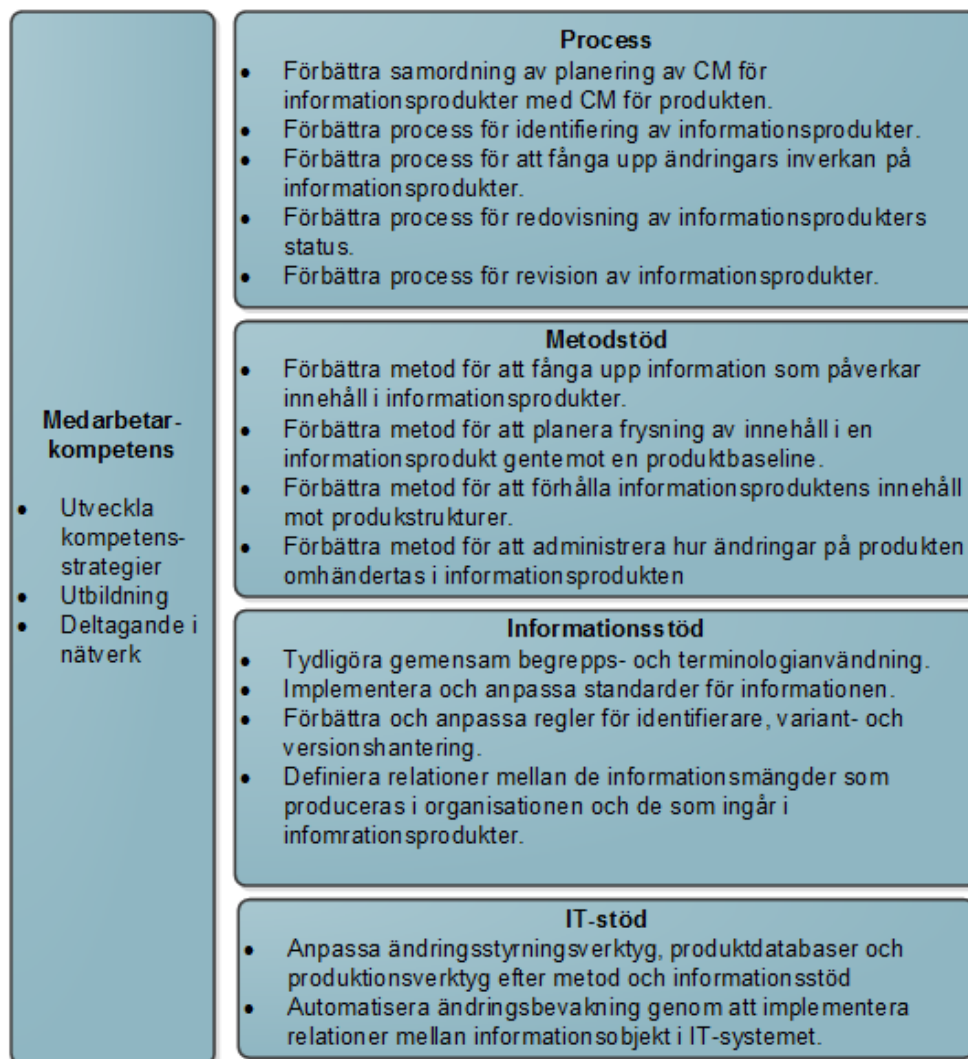 Medarbetar-
kompetens
• Utveckla
kompetens-
strategier
• Utbildning
• Deltagande i
nätverk
Process
• Förbättra samordning av planering av CM för
informationsprodukter med CM för produkten.
• Förbättra process för identifiering av informationsprodukter.
• Förbättra process för att fånga upp ändringars inverkan på
informationsprodukter.
• Förbättra process för redovisning av informationsprodukters
status.
• Förbättra process för revision av informationsprodukter.
Metodstöd
• Förbättra metod för att fånga upp information som påverkar
innehåll i informationsprodukter.
• Förbättra metod för att planera frysning av innehåll i en
informationsprodukt gentemot en produktbaseline.
• Förbättra metod för att förhålla informationsproduktens innehåll
mot produkstrukturer.
• Förbättra metod för att administrera hur ändringar på produkten
omhändertas i informationsprodukten
Informationsstöd
• Tydligöra gemensam begrepps- och terminologianvändning.
• Implementera och anpassa standarder för informationen.
• Förbättra och anpassa regler för identifierare, variant- och
versionshantering.
• Definiera relationer mellan de informationsmängder som
produceras i organisationen och de som ingår i
infomrationsprodukter.
IT-stöd
• Anpassa ändringsstyrningsverktyg, produktdatabaser och
produktionsverktyg efter metod och informationsstöd
• Automatisera ändringsbevakning genom att implementera
relationer mellan informationsobjekt i IT-systemet.